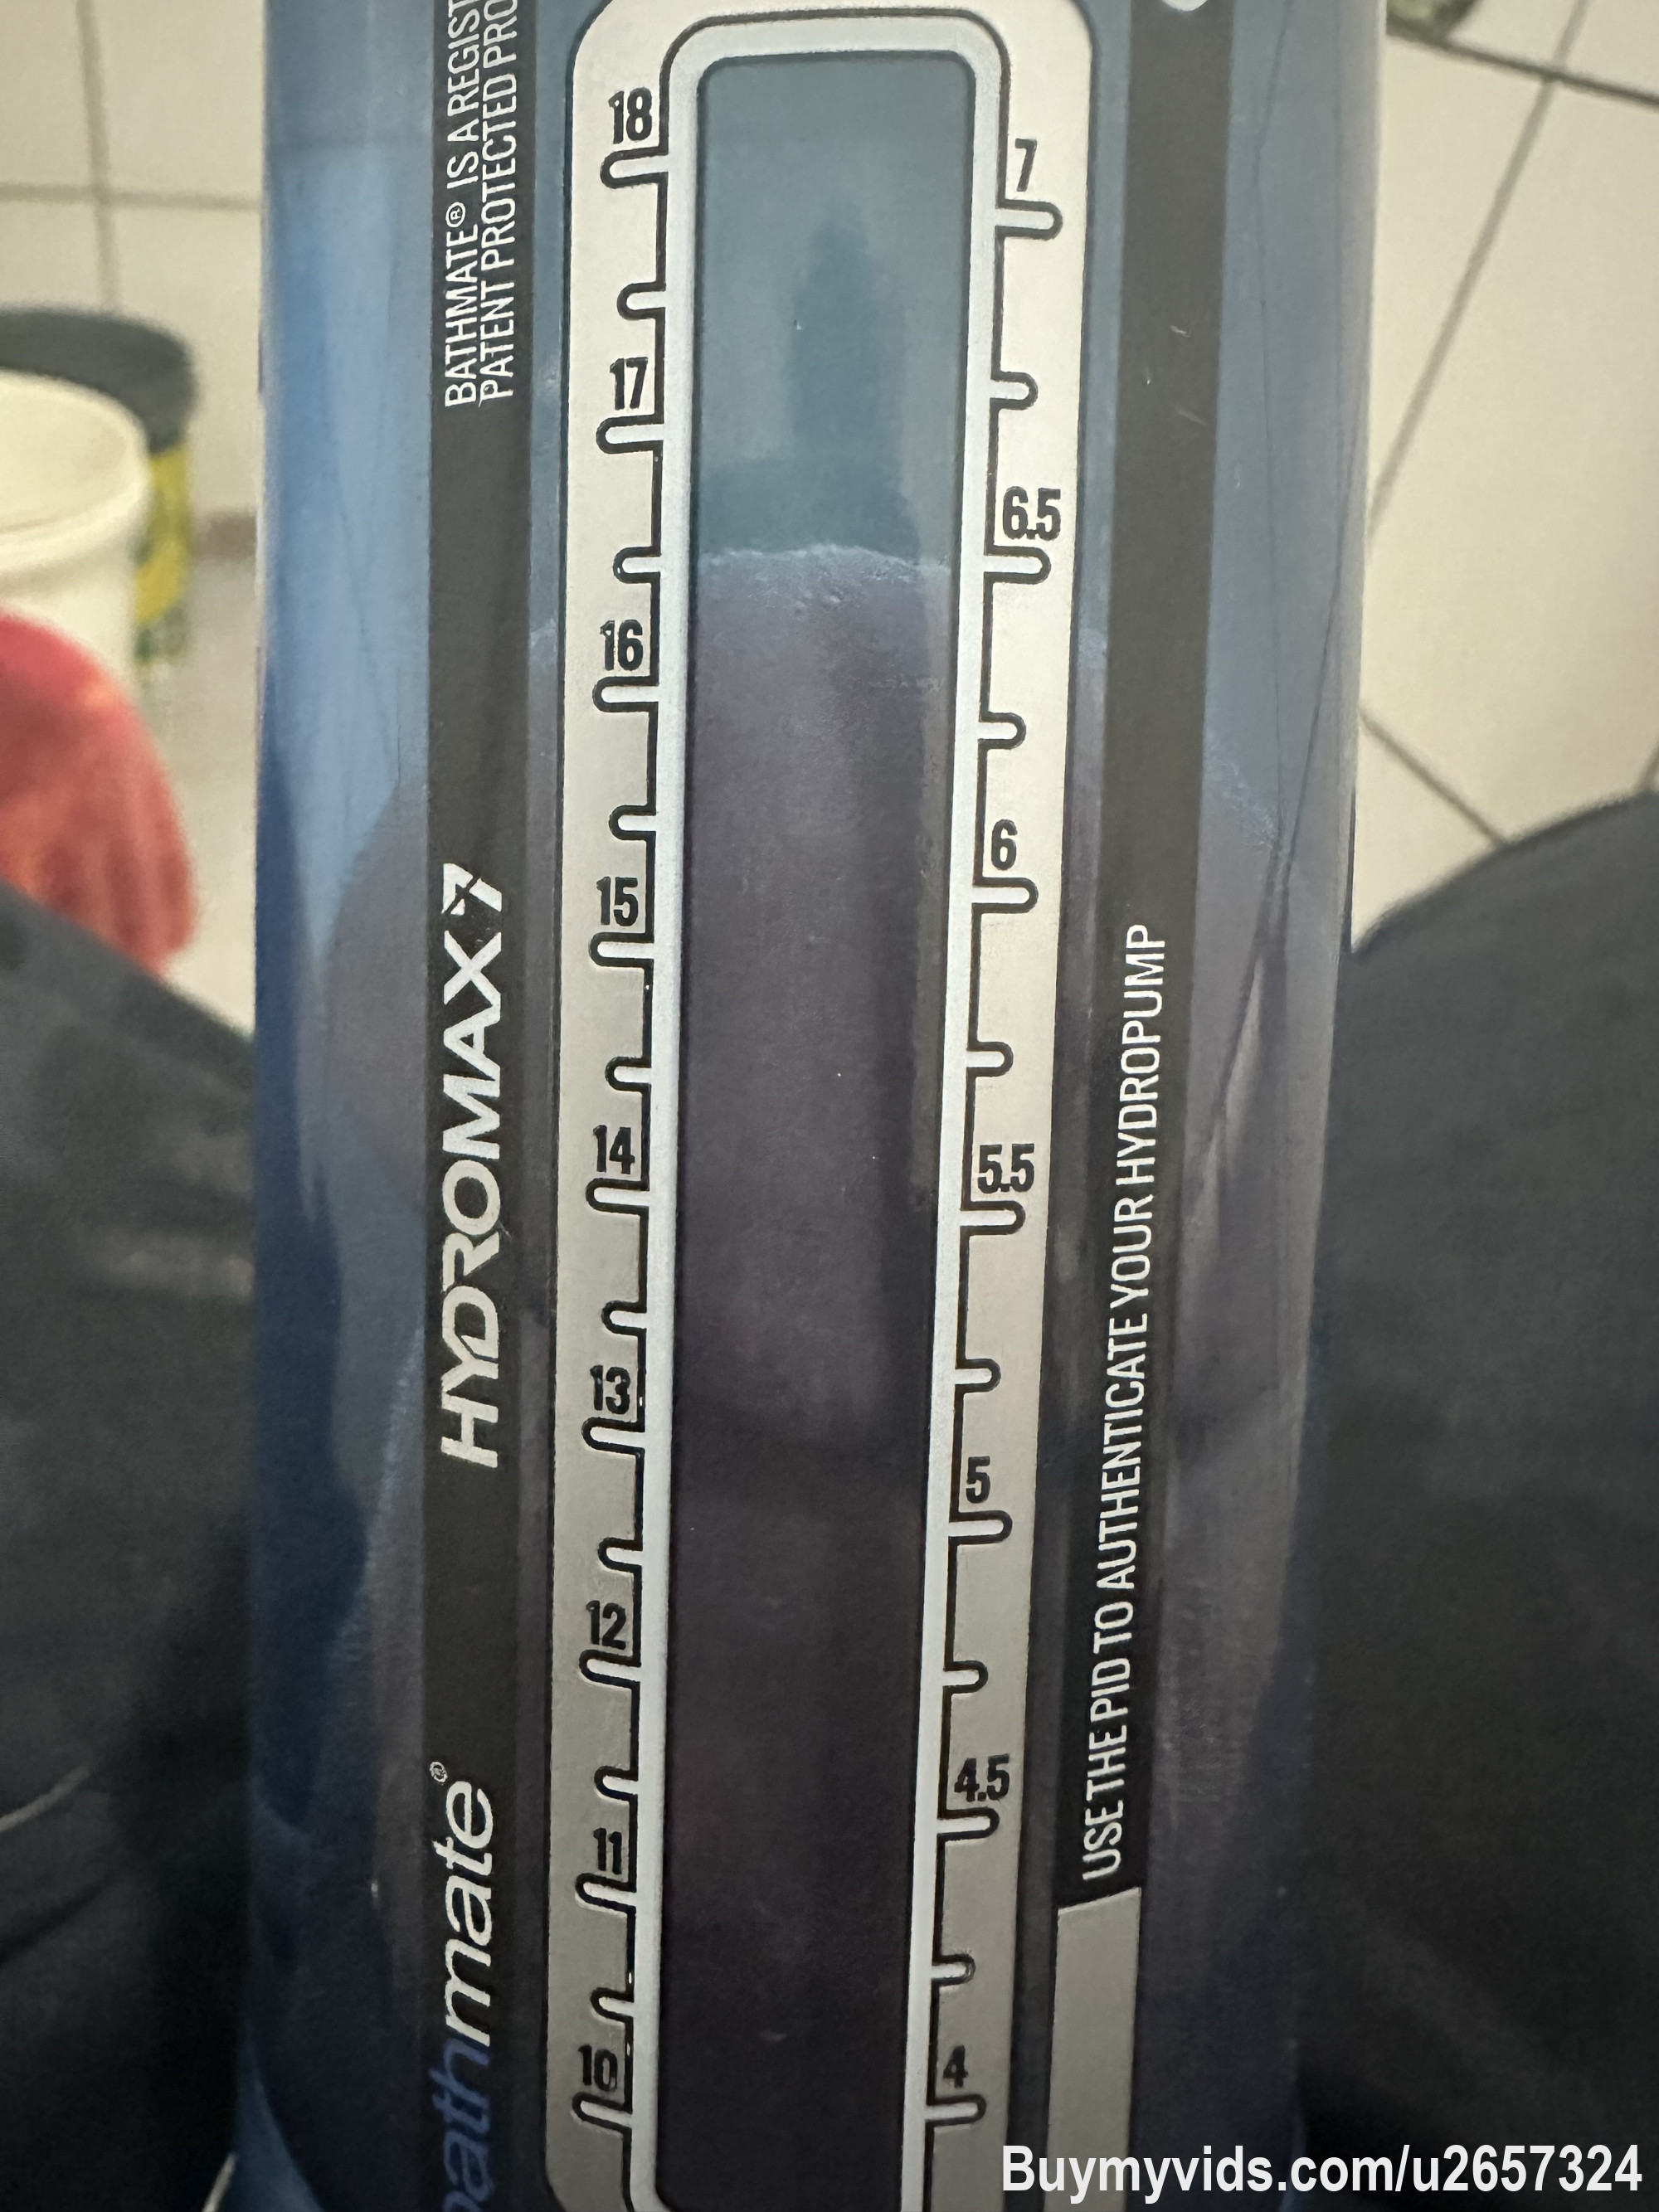 BATHMATE® IS A REGIST
PATENT PROTECTED PRO
HYDROMAX7
bathmate®
18
17
16
15
14
13
12
11
10
7
6.5
6
5.5
5
4.5
4
USE THE PID TO AUTHENTICATE YOUR HYDROPUMP
Buymyvids.com/u2657324